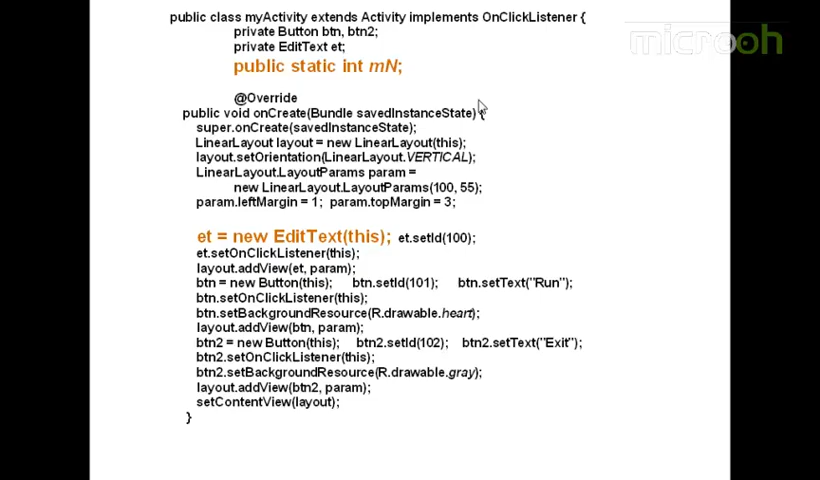 public class myActivity extends Activity implements OnClickListener {
private Button btn, btn2;
private EditText et;
public static int mN;
@Override
public void onCreate(Bundle savedInstanceState) {
super.onCreate(savedInstanceState);
LinearLayout layout = new LinearLayout(this);
layout.setOrientation(LinearLayout.VERTICAL);
LinearLayout.LayoutParams param =
new LinearLayout.LayoutParams(100, 55);
param.leftMargin = 1; param.topMargin = 3;
et = new EditText(this); et.setId(100);
et.setOnClickListener(this);
layout.addView(et, param);
btn = new Button(this); btn.setId(101); btn.setText("Run");
btn.setOnClickListener(this);
btn.setBackgroundResource(R.drawable.heart);
layout.addView(btn, param);
btn2 = new Button(this); btn2.setId(102); btn2.setText("Exit");
btn2.setOnClickListener(this);
btn2.setBackgroundResource(R.drawable.gray);
layout.addView(btn2, param);
setContentView(layout);
}
microoh